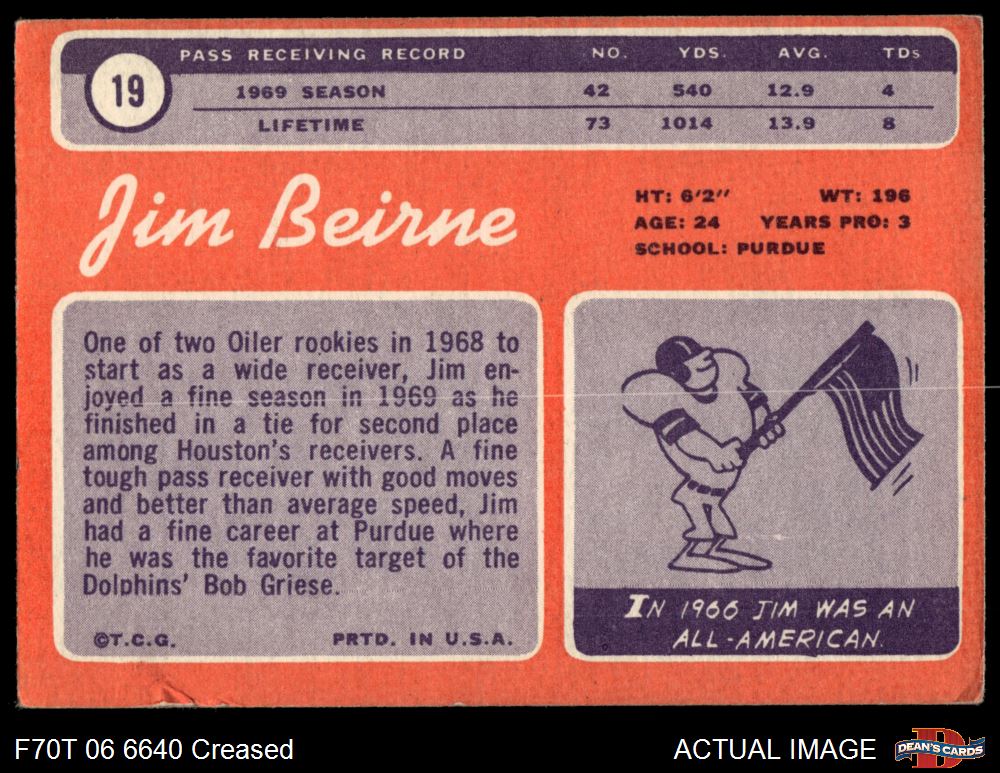 19
PASS RECEIVING RECORD NO. YDS. AVG. TDs
1969 SEASON 42 540 12.9 4
LIFETIME 73 1014 13.9 8
Jim Beirne
HT: 6'2" WT: 196
AGE: 24 YEARS PRO: 3
SCHOOL: PURDUE
One of two Oiler rookies in 1968 to
start as a wide receiver, Jim en-
joyed a fine season in 1969 as he
finished in a tie for second place
among Houston's receivers. A fine
tough pass receiver with good moves
and better than average speed, Jim
had a fine career at Purdue where
he was the favorite target of the
Dolphins' Bob Griese.
©T.C.G. PRTD. IN U.S.A.
IN 1966 JIM WAS AN
ALL-AMERICAN.
F70T 06 6640 Creased
ACTUAL IMAGE
D
DEAN'S CARDS